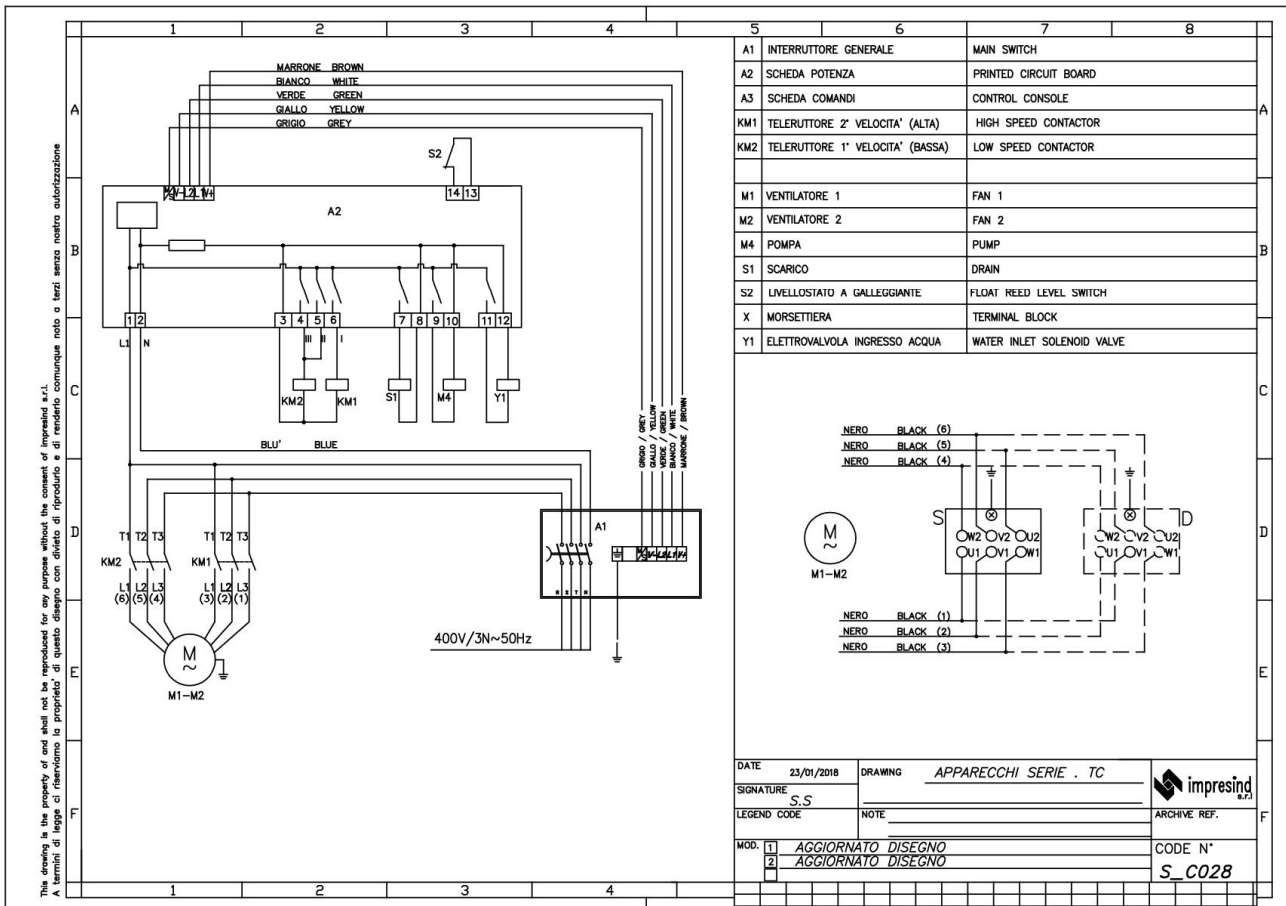 1 2 3 4 5 6 7 8
A
B
C
D
E
F
This drawing is the property of and shall not be reproduced for any purpose without the consent of impresind s.r.l.
A termini di legge ci riserviamo la proprieta' di questo disegno con divieto di riprodurlo e di renderlo comunque noto a terzi senza nostra autorizzazione
MARRONE BROWN
BIANCO WHITE
VERDE GREEN
GIALLO YELLOW
GRIGIO GREY
S2
M/S V- L2 L1 V+
14 13
A2
1 2 3 4 5 6 7 8 9 10 11 12
L1 N
III II I
KM2 KM1 S1 M4 Y1
BLU' BLUE
GRIGIO / GREY
GIALLO / YELLOW
VERDE / GREEN
BIANCO / WHITE
MARRONE / BROWN
T1 T2 T3 T1 T2 T3
KM2 KM1
L1 L2 L3 L1 L2 L3
(6) (5) (4) (3) (2) (1)
M
~
M1-M2
A1
M/S V- L2 L1 V+
R S T N
400V/3N~50Hz
A1 INTERRUTTORE GENERALE MAIN SWITCH
A2 SCHEDA POTENZA PRINTED CIRCUIT BOARD
A3 SCHEDA COMANDI CONTROL CONSOLE
KM1 TELERUTTORE 2° VELOCITA' (ALTA) HIGH SPEED CONTACTOR
KM2 TELERUTTORE 1° VELOCITA' (BASSA) LOW SPEED CONTACTOR
M1 VENTILATORE 1 FAN 1
M2 VENTILATORE 2 FAN 2
M4 POMPA PUMP
S1 SCARICO DRAIN
S2 LIVELLOSTATO A GALLEGGIANTE FLOAT REED LEVEL SWITCH
X MORSETTIERA TERMINAL BLOCK
Y1 ELETTROVALVOLA INGRESSO ACQUA WATER INLET SOLENOID VALVE
NERO BLACK (6)
NERO BLACK (5)
NERO BLACK (4)
S D
M
~
M1-M2
W2 V2 U2 W2 V2 U2
U1 V1 W1 U1 V1 W1
NERO BLACK (1)
NERO BLACK (2)
NERO BLACK (3)
DATE 23/01/2018 DRAWING APPARECCHI SERIE . TC
impresind s.r.l
SIGNATURE S.S
LEGEND CODE NOTE ARCHIVE REF.
MOD. 1 AGGIORNATO DISEGNO
2 AGGIORNATO DISEGNO
CODE N°
S_C028
A
B
C
D
E
F
1 2 3 4